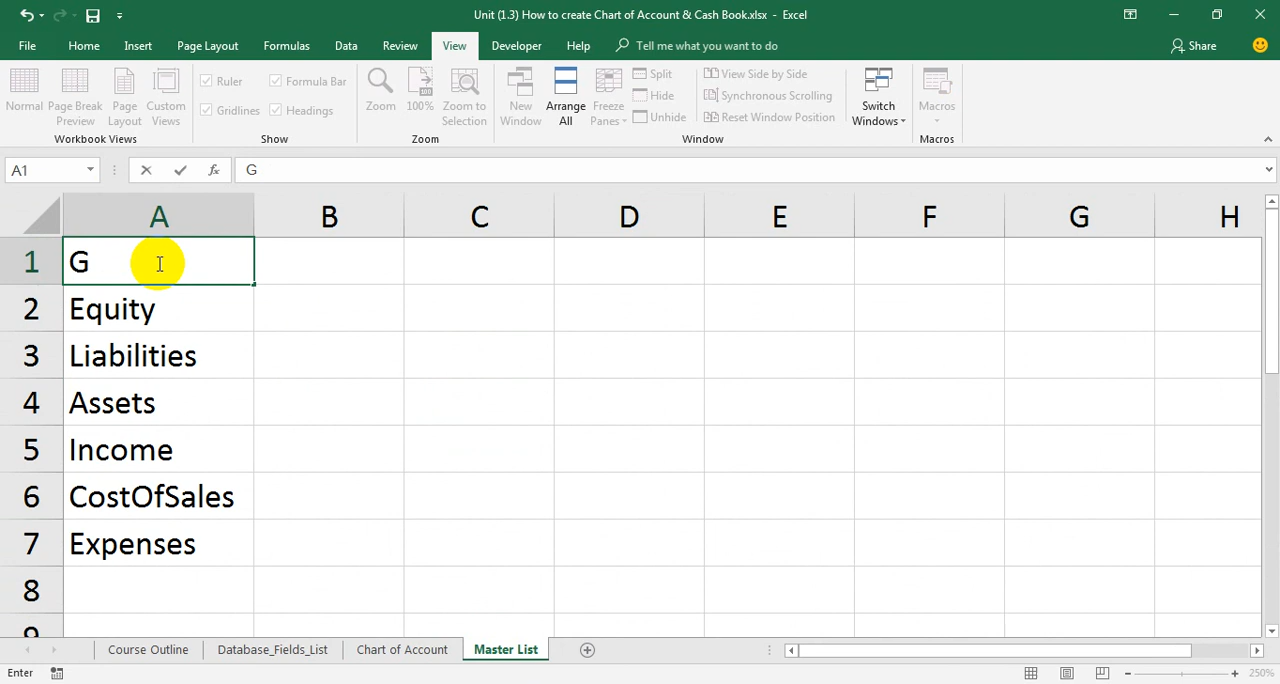 Unit (1.3) How to create Chart of Account & Cash Book.xlsx - Excel
File Home Insert Page Layout Formulas Data Review View Developer Help Tell me what you want to do Share
Ruler Formula Bar Split View Side by Side
Gridlines Headings Hide Synchronous Scrolling
Unhide Reset Window Position
Normal Page Break Preview Page Layout Custom Views Zoom 100% Zoom to Selection New Window Arrange All Freeze Panes Switch Windows Macros
Workbook Views Show Zoom Window Macros
A1 fx G
A B C D E F G H
1 G
2 Equity
3 Liabilities
4 Assets
5 Income
6 CostOfSales
7 Expenses
8
9
Course Outline Database_Fields_List Chart of Account Master List
Enter 250%